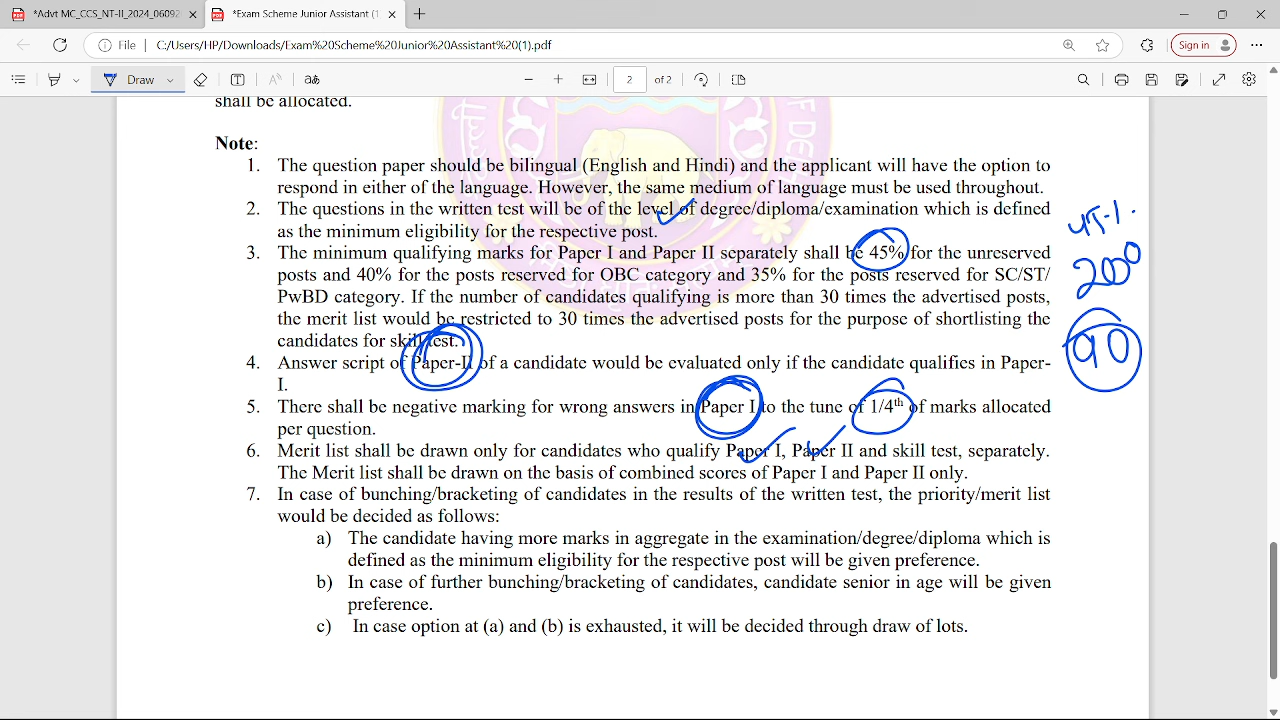 *Advt MC_CCS_NT-II_2024_0609
*Exam Scheme Junior Assistant (1
File
C:/Users/HP/Downloads/Exam%20Scheme%20Junior%20Assistant%20(1).pdf
Sign in
Draw
2 of 2
shall be allocated.
Note:
1. The question paper should be bilingual (English and Hindi) and the applicant will have the option to
respond in either of the language. However, the same medium of language must be used throughout.
2. The questions in the written test will be of the level of degree/diploma/examination which is defined
as the minimum eligibility for the respective post.
3. The minimum qualifying marks for Paper I and Paper II separately shall be 45% for the unreserved
posts and 40% for the posts reserved for OBC category and 35% for the posts reserved for SC/ST/
PwBD category. If the number of candidates qualifying is more than 30 times the advertised posts,
the merit list would be restricted to 30 times the advertised posts for the purpose of shortlisting the
candidates for skill test.
4. Answer script of Paper-II of a candidate would be evaluated only if the candidate qualifies in Paper-
I.
5. There shall be negative marking for wrong answers in Paper I to the tune of 1/4th of marks allocated
per question.
6. Merit list shall be drawn only for candidates who qualify Paper I, Paper II and skill test, separately.
The Merit list shall be drawn on the basis of combined scores of Paper I and Paper II only.
7. In case of bunching/bracketing of candidates in the results of the written test, the priority/merit list
would be decided as follows:
a) The candidate having more marks in aggregate in the examination/degree/diploma which is
defined as the minimum eligibility for the respective post will be given preference.
b) In case of further bunching/bracketing of candidates, candidate senior in age will be given
preference.
c) In case option at (a) and (b) is exhausted, it will be decided through draw of lots.
90